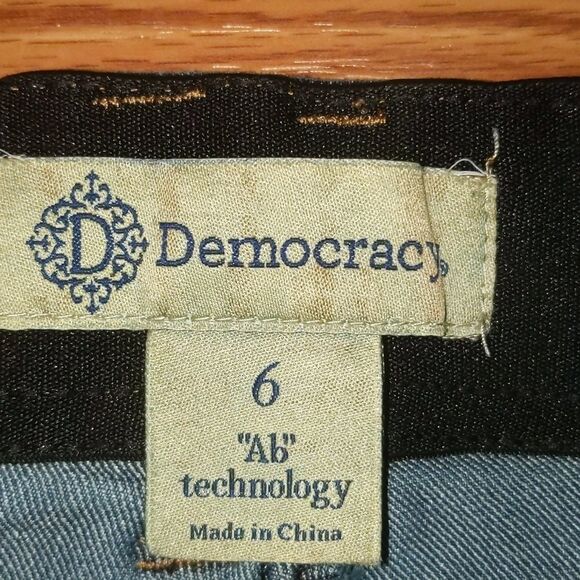 D Democracy®
6
"Ab"
technology
Made in China